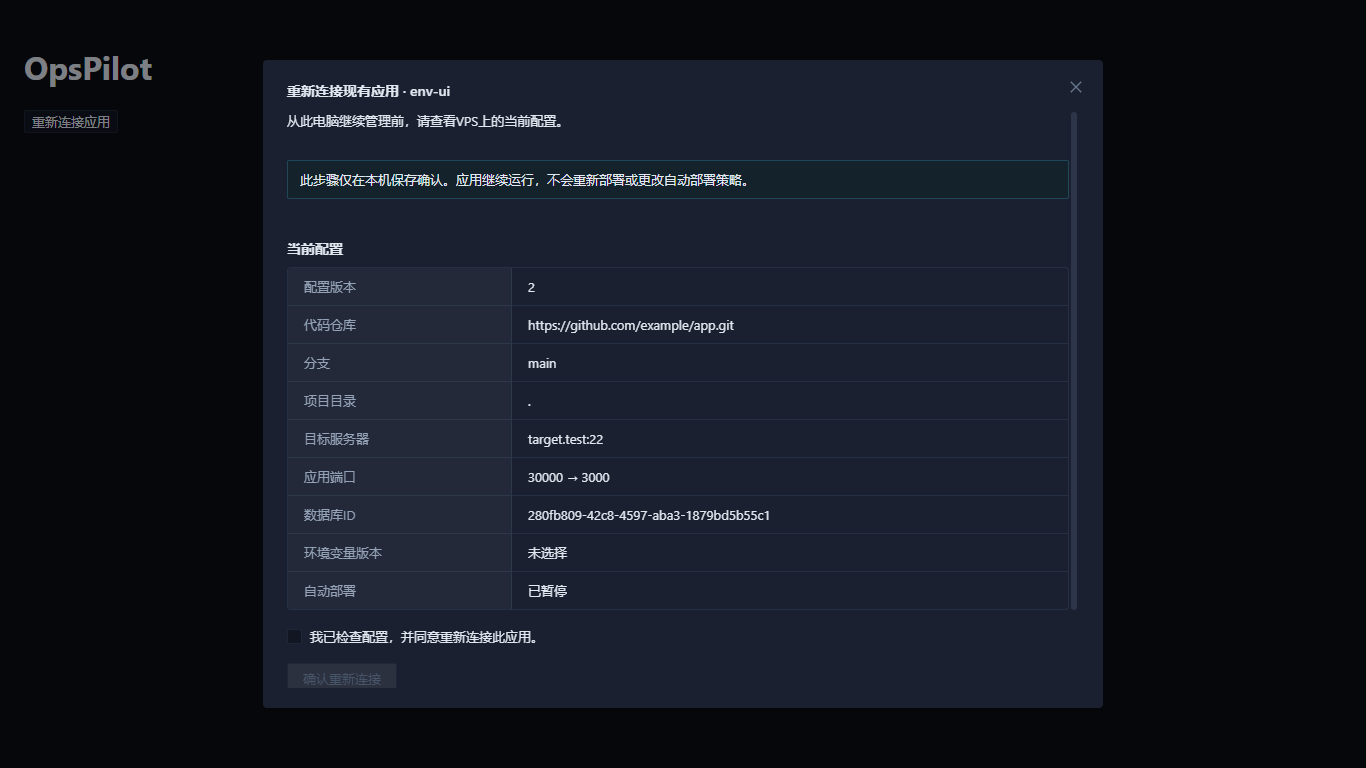 OpsPilot
重新连接应用
重新连接现有应用 · env-ui
从此电脑继续管理前，请查看VPS上的当前配置。
此步骤仅在本机保存确认。应用继续运行，不会重新部署或更改自动部署策略。
当前配置
配置版本 2
代码仓库 https://github.com/example/app.git
分支 main
项目目录 .
目标服务器 target.test:22
应用端口 30000 → 3000
数据库ID 280fb809-42c8-4597-aba3-1879bd5b55c1
环境变量版本 未选择
自动部署 已暂停
我已检查配置，并同意重新连接此应用。
确认重新连接